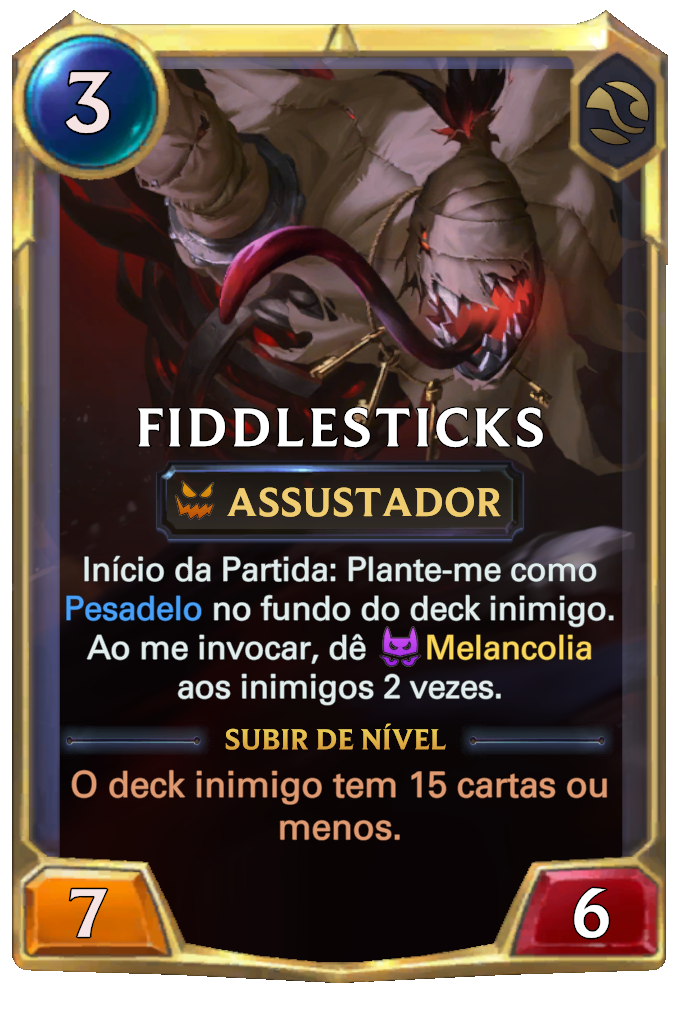 3
FIDDLESTICKS
ASSUSTADOR
Início da Partida: Plante-me como
Pesadelo no fundo do deck inimigo.
Ao me invocar, dê Melancolia
aos inimigos 2 vezes.
SUBIR DE NÍVEL
O deck inimigo tem 15 cartas ou
menos.
7
6